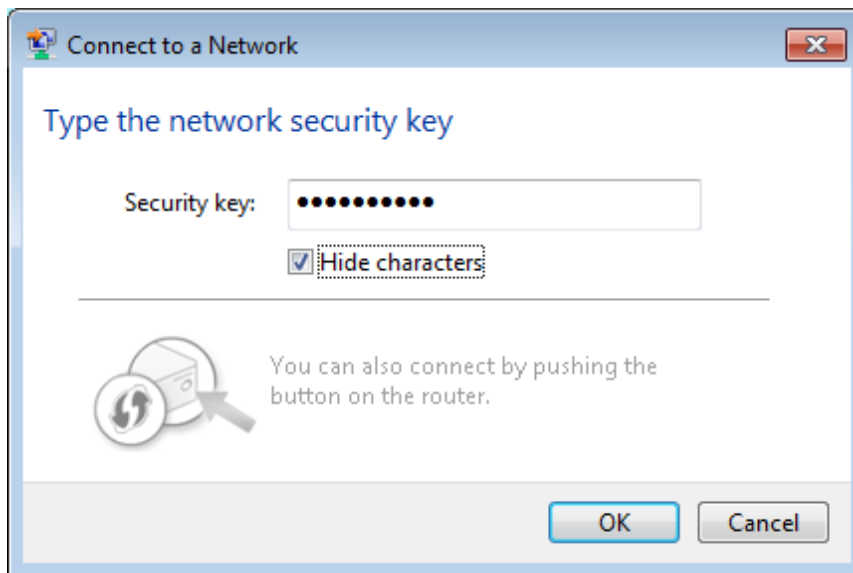 Connect to a Network
Type the network security key
Security key: ••••••••••
Hide characters
You can also connect by pushing the
button on the router.
OK Cancel